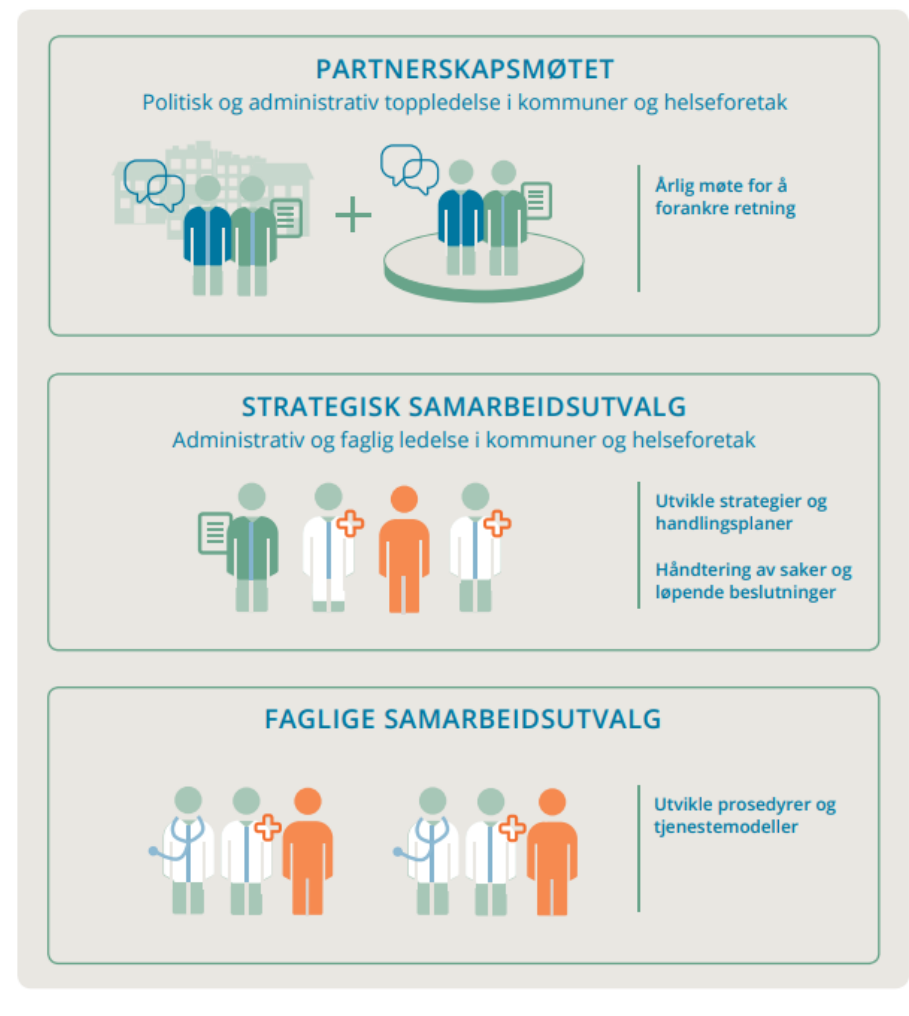 PARTNERSKAPSMØTET
Politisk og administrativ toppledelse i kommuner og helseforetak
Årlig møte for å
forankre retning
STRATEGISK SAMARBEIDSUTVALG
Administrativ og faglig ledelse i kommuner og helseforetak
Utvikle strategier og
handlingsplaner
Håndtering av saker og
løpende beslutninger
FAGLIGE SAMARBEIDSUTVALG
Utvikle prosedyrer og
tjenestemodeller